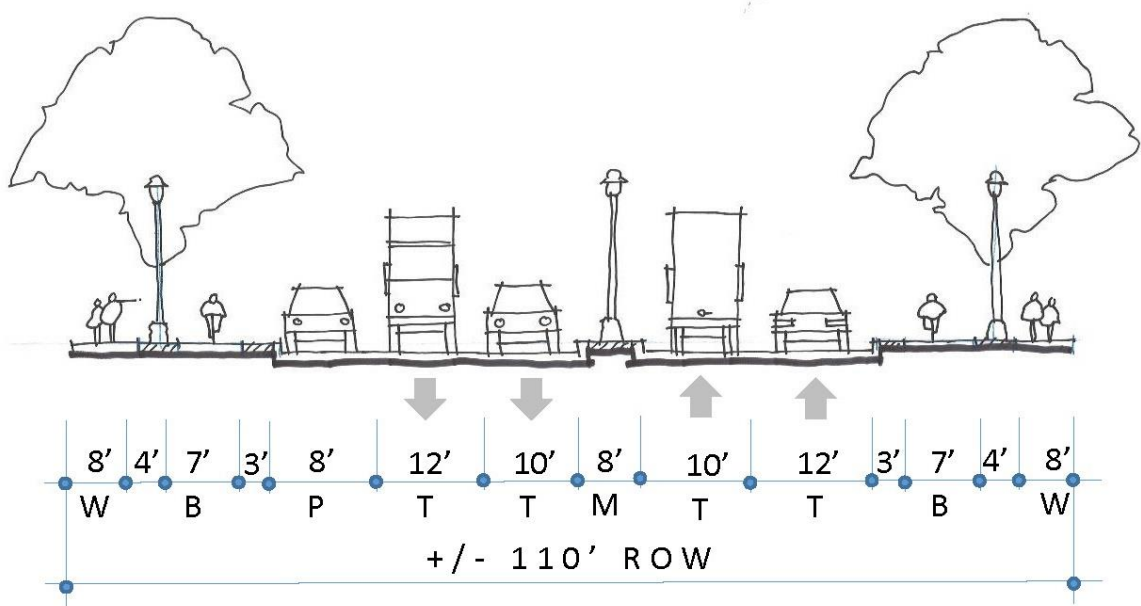 8’ 4’ 7’ 3’ 8’ 12’ 10’ 8’ 10’ 12’ 3’ 7’ 4’ 8’
W B P T T M T T B W
+/- 110’ ROW